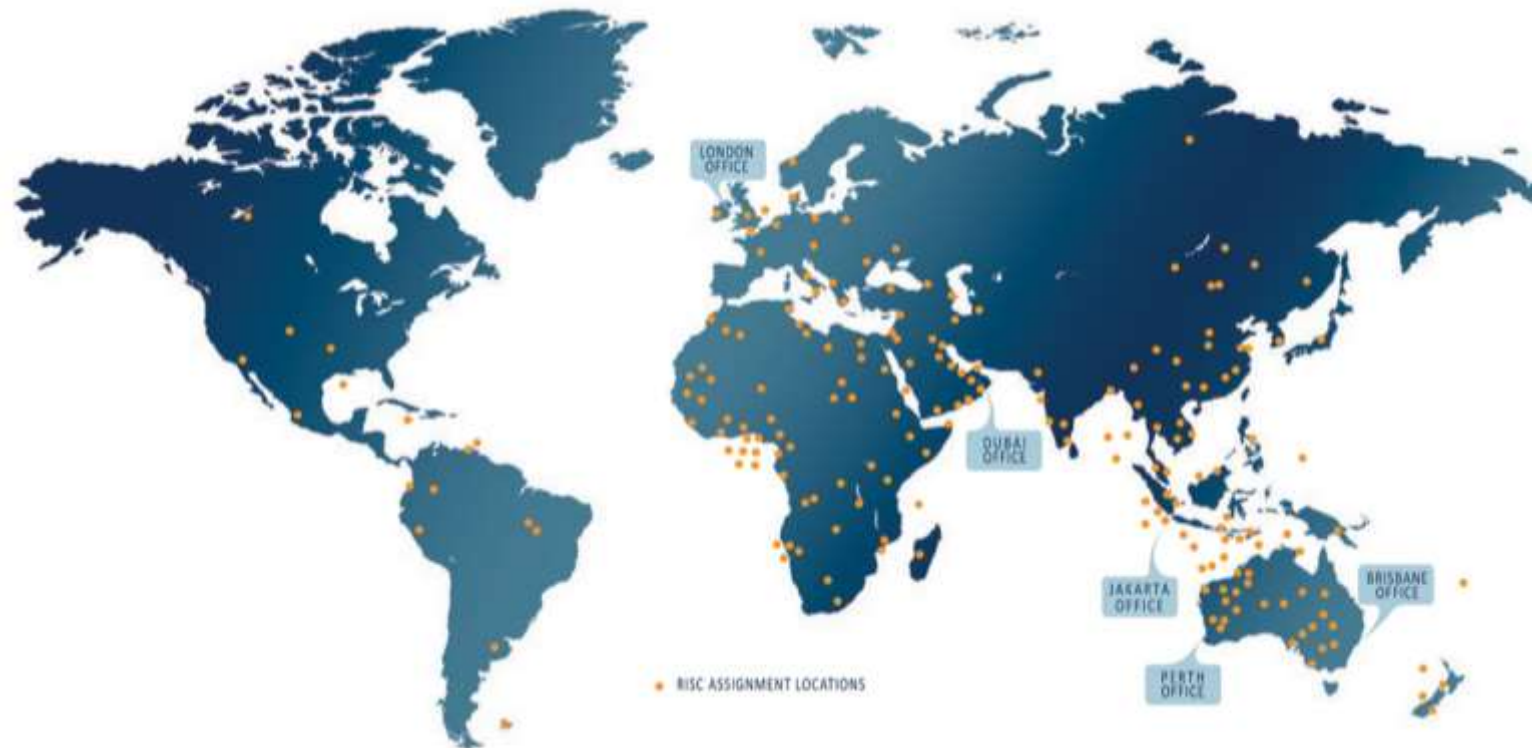 LONDON
OFFICE
DUBAI
OFFICE
JAKARTA
OFFICE
BRISBANE
OFFICE
PERTH
OFFICE
RISC ASSIGNMENT LOCATIONS